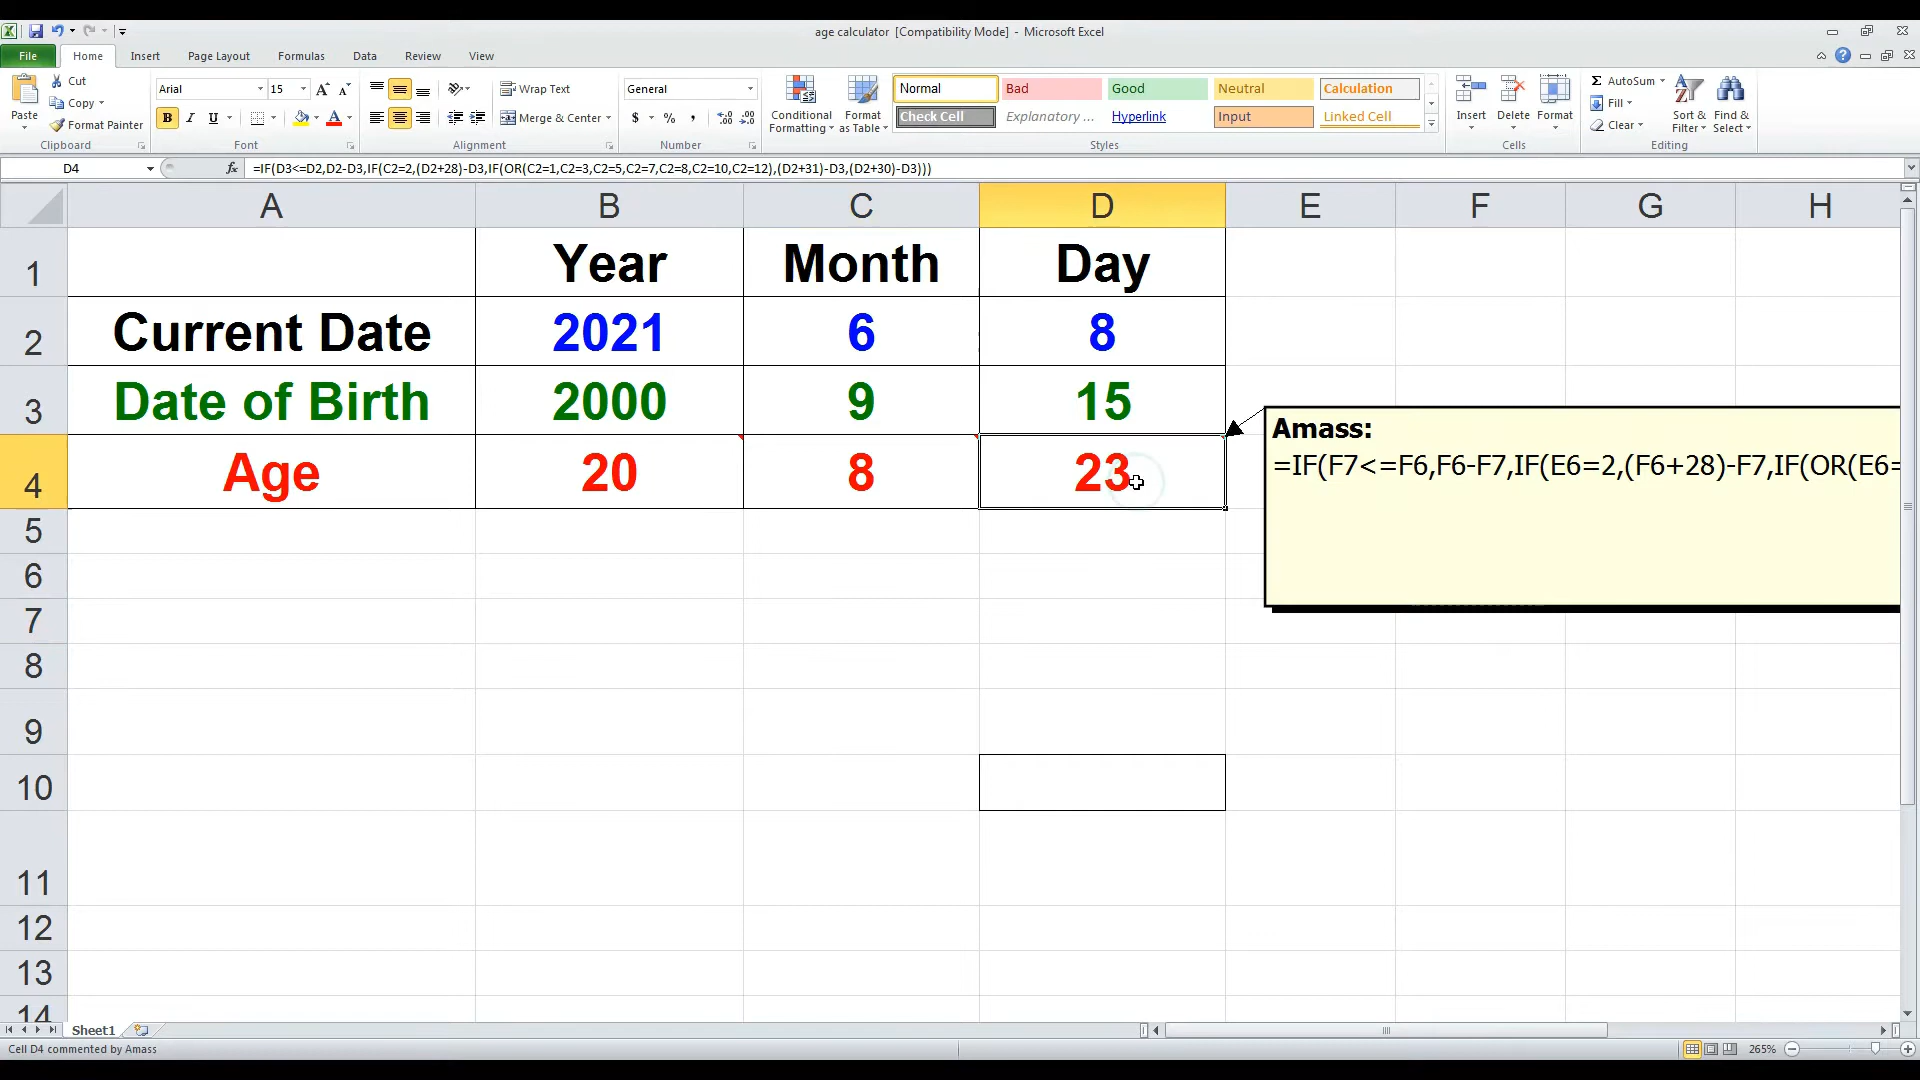 age calculator [Compatibility Mode] - Microsoft Excel
File Home Insert Page Layout Formulas Data Review View
Cut
Copy
Format Painter
Paste
Clipboard
Arial 15
B I U
Font
Wrap Text
Merge & Center
Alignment
General
$ % ,
Number
Conditional Formatting
Format as Table
Normal Bad Good Neutral Calculation
Check Cell Explanatory ... Hyperlink Input Linked Cell
Styles
Insert Delete Format
Cells
AutoSum
Fill
Clear
Sort & Filter
Find & Select
Editing
D4 fx =IF(D3<=D2,D2-D3,IF(C2=2,(D2+28)-D3,IF(OR(C2=1,C2=3,C2=5,C2=7,C2=8,C2=10,C2=12),(D2+31)-D3,(D2+30)-D3)))
A B C D E F G H
1 Year Month Day
2 Current Date 2021 6 8
3 Date of Birth 2000 9 15
4 Age 20 8 23
Amass:
=IF(F7<=F6,F6-F7,IF(E6=2,(F6+28)-F7,IF(OR(E6=
5
6
7
8
9
10
11
12
13
14
Sheet1
Cell D4 commented by Amass
265%